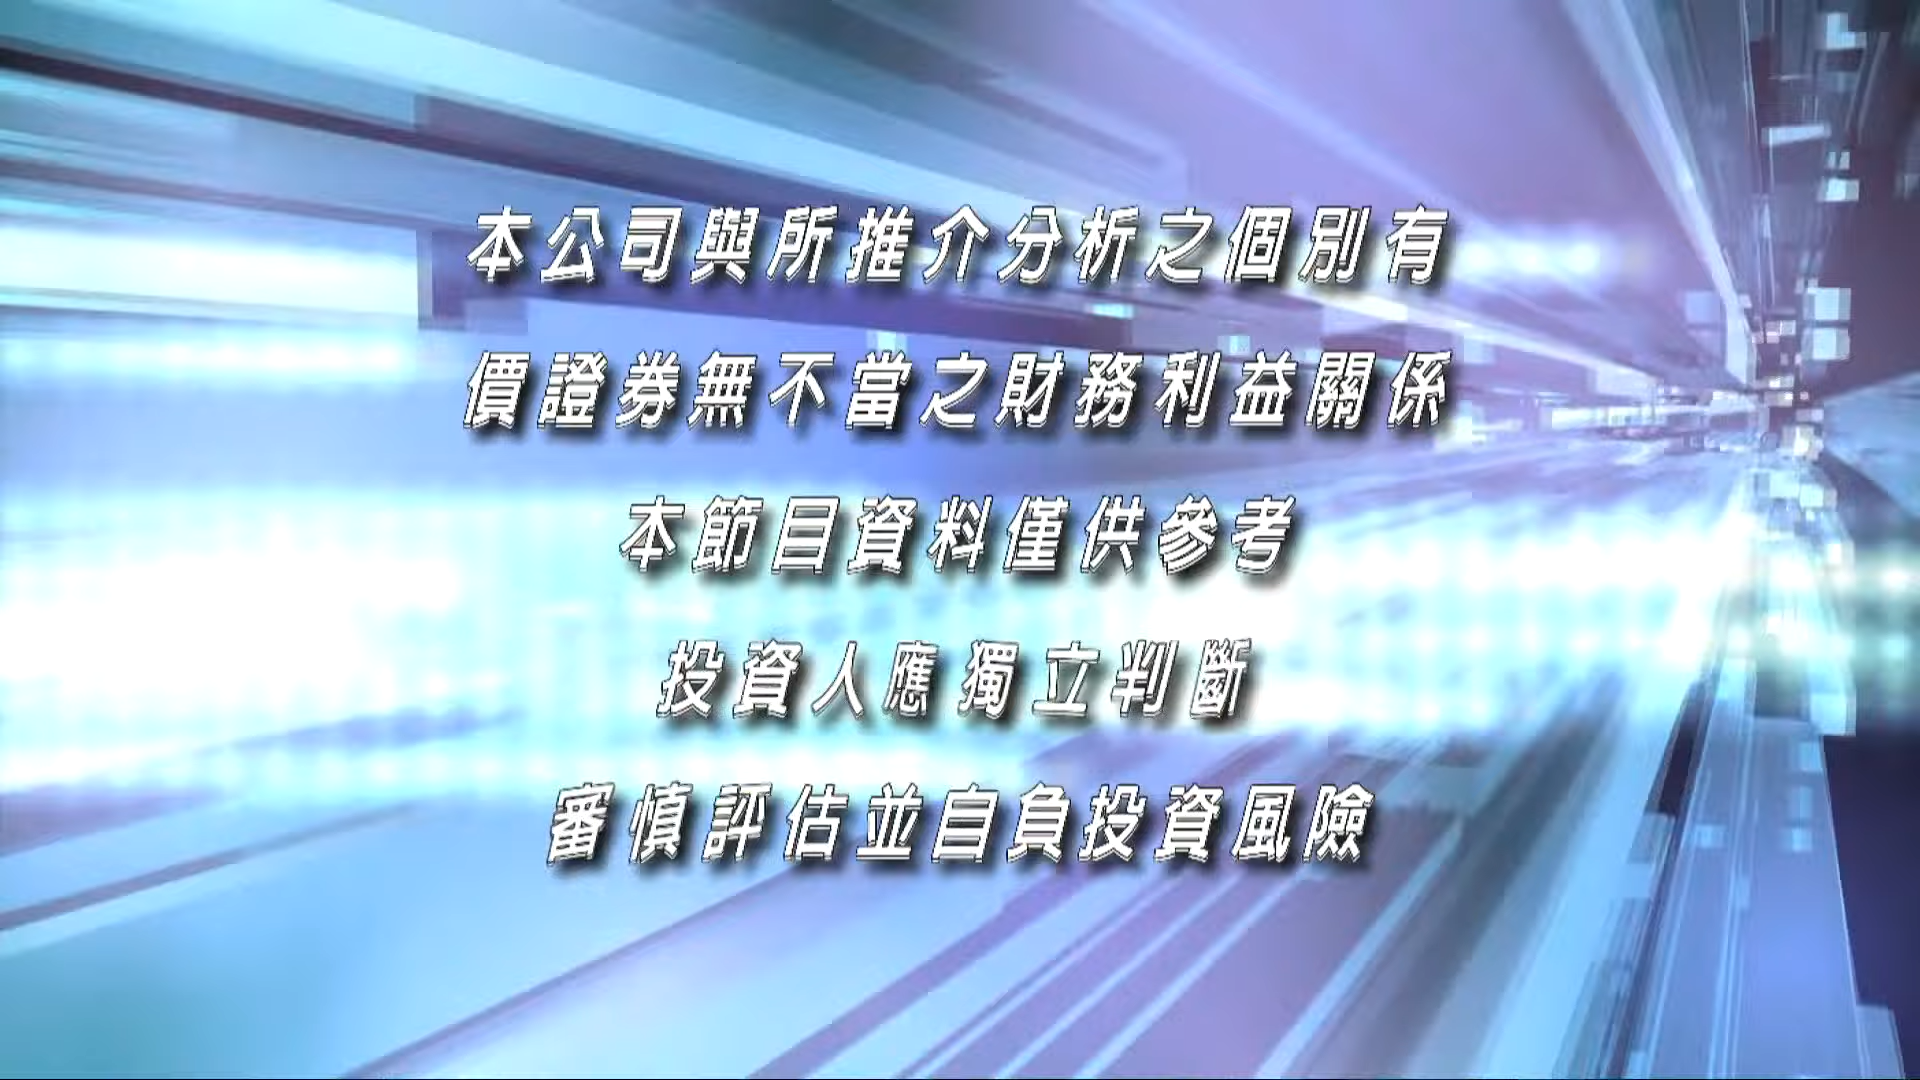 本公司與所推介分析之個別有
價證券無不當之財務利益關係
本節目資料僅供參考
投資人應獨立判斷
審慎評估並自負投資風險